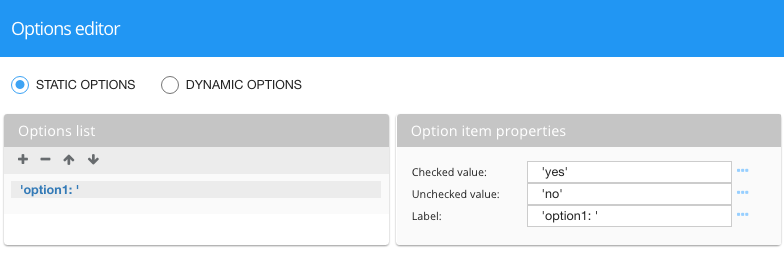 Options editor
STATIC OPTIONS DYNAMIC OPTIONS
Options list
'option1: '
Option item properties
Checked value: 'yes'
Unchecked value: 'no'
Label: 'option1: '